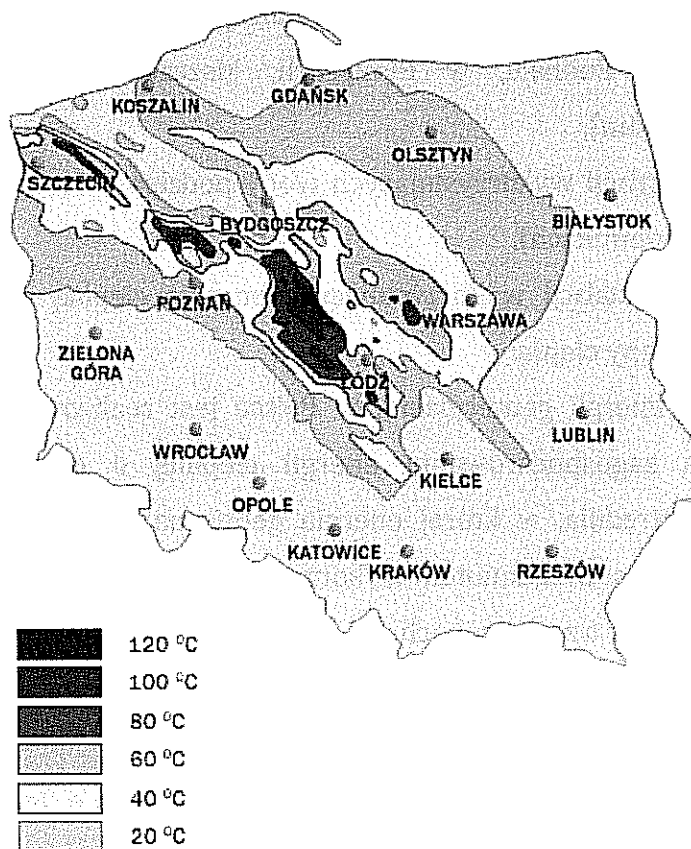 KOSZALIN
GDAŃSK
OLSZTYN
SZCZECIN
BYDGOSZCZ
BIAŁYSTOK
POZNAŃ
WARSZAWA
ZIELONA
GÓRA
ŁÓDŹ
WROCŁAW
LUBLIN
OPOLE
KIELCE
KATOWICE
KRAKÓW
RZESZÓW
120 °C
100 °C
80 °C
60 °C
40 °C
20 °C